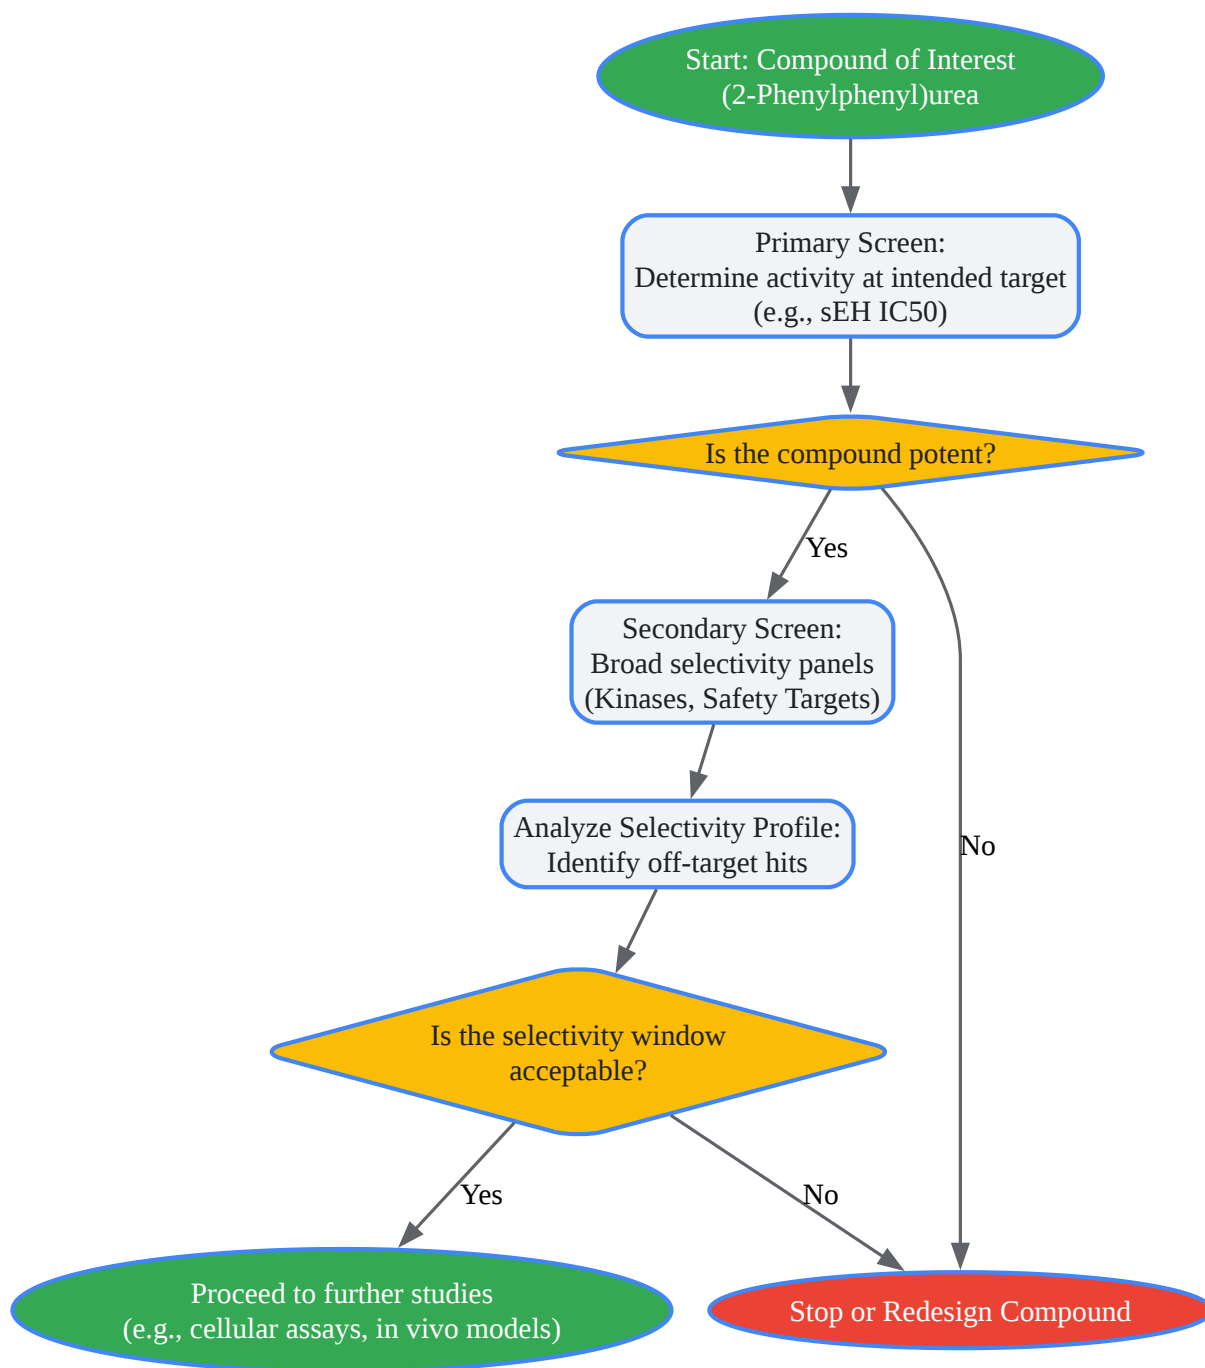 Start: Compound of Interest
(2-Phenylphenyl)urea
Primary Screen:
Determine activity at intended target
(e.g., sEH IC50)
Is the compound potent?
Yes
Secondary Screen:
Broad selectivity panels
(Kinases, Safety Targets)
Analyze Selectivity Profile:
Identify off-target hits
No
Is the selectivity window
acceptable?
Yes
No
Proceed to further studies
(e.g., cellular assays, in vivo models)
Stop or Redesign Compound